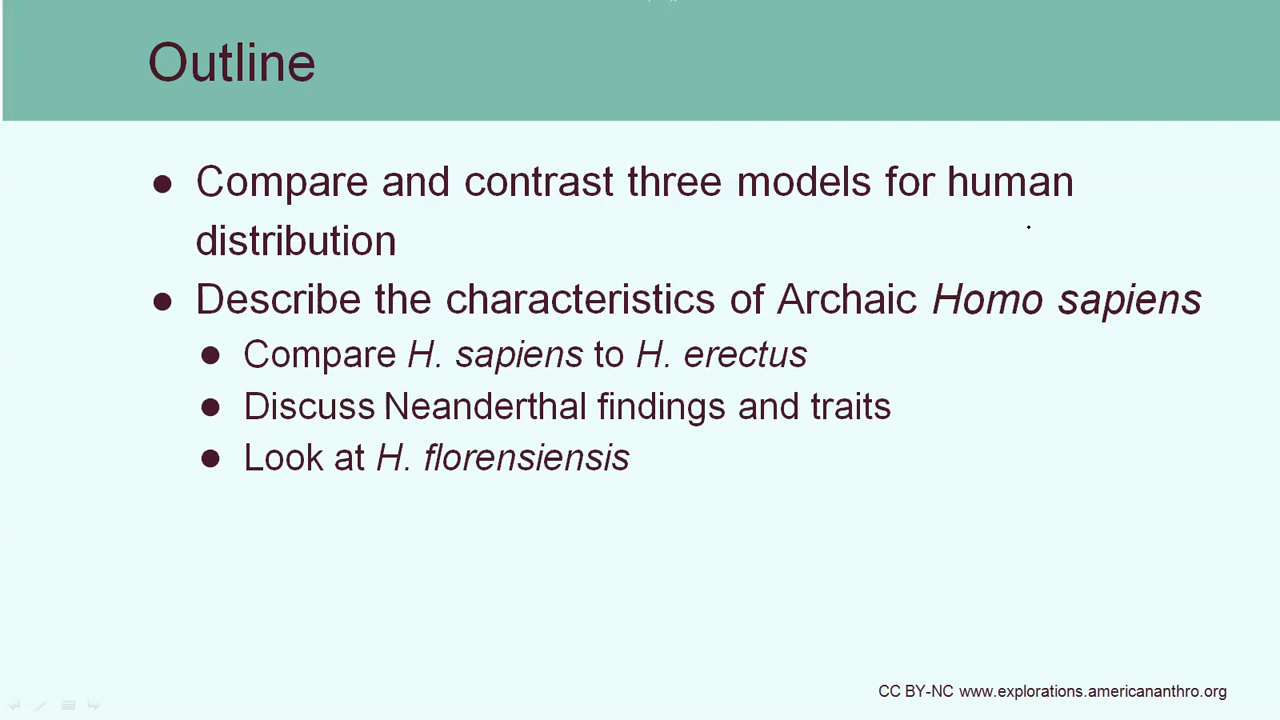 Outline
● Compare and contrast three models for human
distribution
● Describe the characteristics of Archaic Homo sapiens
● Compare H. sapiens to H. erectus
● Discuss Neanderthal findings and traits
● Look at H. florensiensis
CC BY-NC www.explorations.americananthro.org